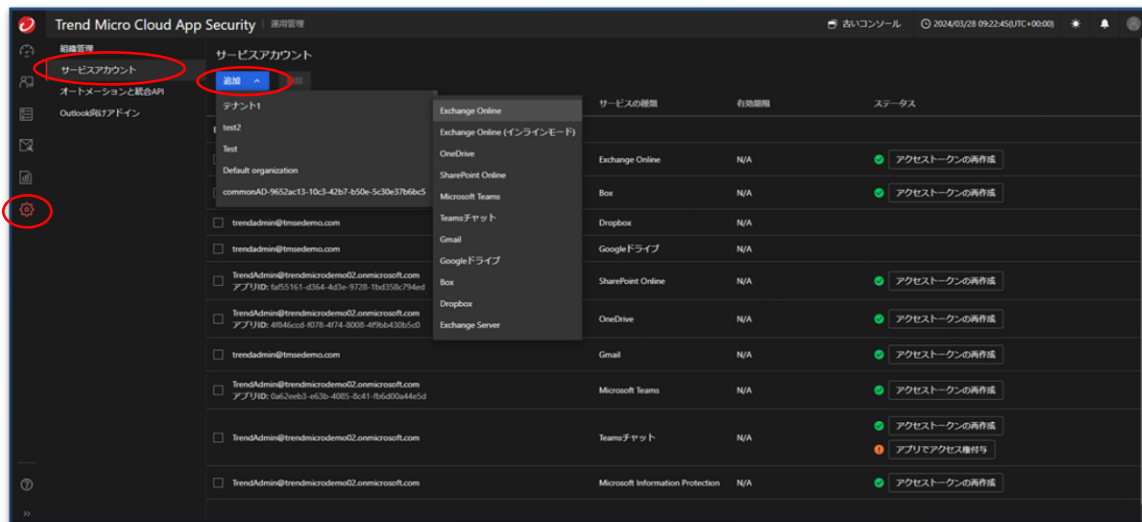 Trend Micro Cloud App Security 運用管理
古いコンソール 2024/03/28 09:22:45(UTC+00:00)
組織管理
サービスアカウント
オートメーションと統合API
Outlook向けアドイン
サービスアカウント
追加 削除
サービスの種類 有効期限 ステータス
テナント1
test2
Test
Default organization
commonAD-9652ac13-10c3-42b7-b50e-5c30e37b6bc5
Exchange Online
Exchange Online (インラインモード)
OneDrive
SharePoint Online
Microsoft Teams
Teamsチャット
Gmail
Googleドライブ
Box
Dropbox
Exchange Server
Exchange Online N/A アクセストークンの再作成
Box N/A アクセストークンの再作成
trendadmin@tmsedemo.com Dropbox N/A
trendadmin@tmsedemo.com Googleドライブ N/A
TrendAdmin@trendmicrodemo02.onmicrosoft.com SharePoint Online N/A アクセストークンの再作成
アプリID: faf55161-d364-4d3e-9728-1bd358c794ed
TrendAdmin@trendmicrodemo02.onmicrosoft.com OneDrive N/A アクセストークンの再作成
アプリID: 4f846ccd-f078-4f74-8008-4f9bb430b5c0
trendadmin@tmsedemo.com Gmail N/A アクセストークンの再作成
TrendAdmin@trendmicrodemo02.onmicrosoft.com Microsoft Teams N/A アクセストークンの再作成
アプリID: 0a62eeb3-e63b-4085-8c41-fb6d00a44e5d
TrendAdmin@trendmicrodemo02.onmicrosoft.com Teamsチャット N/A アクセストークンの再作成
アプリでアクセス権付与
TrendAdmin@trendmicrodemo02.onmicrosoft.com Microsoft Information Protection N/A アクセストークンの再作成